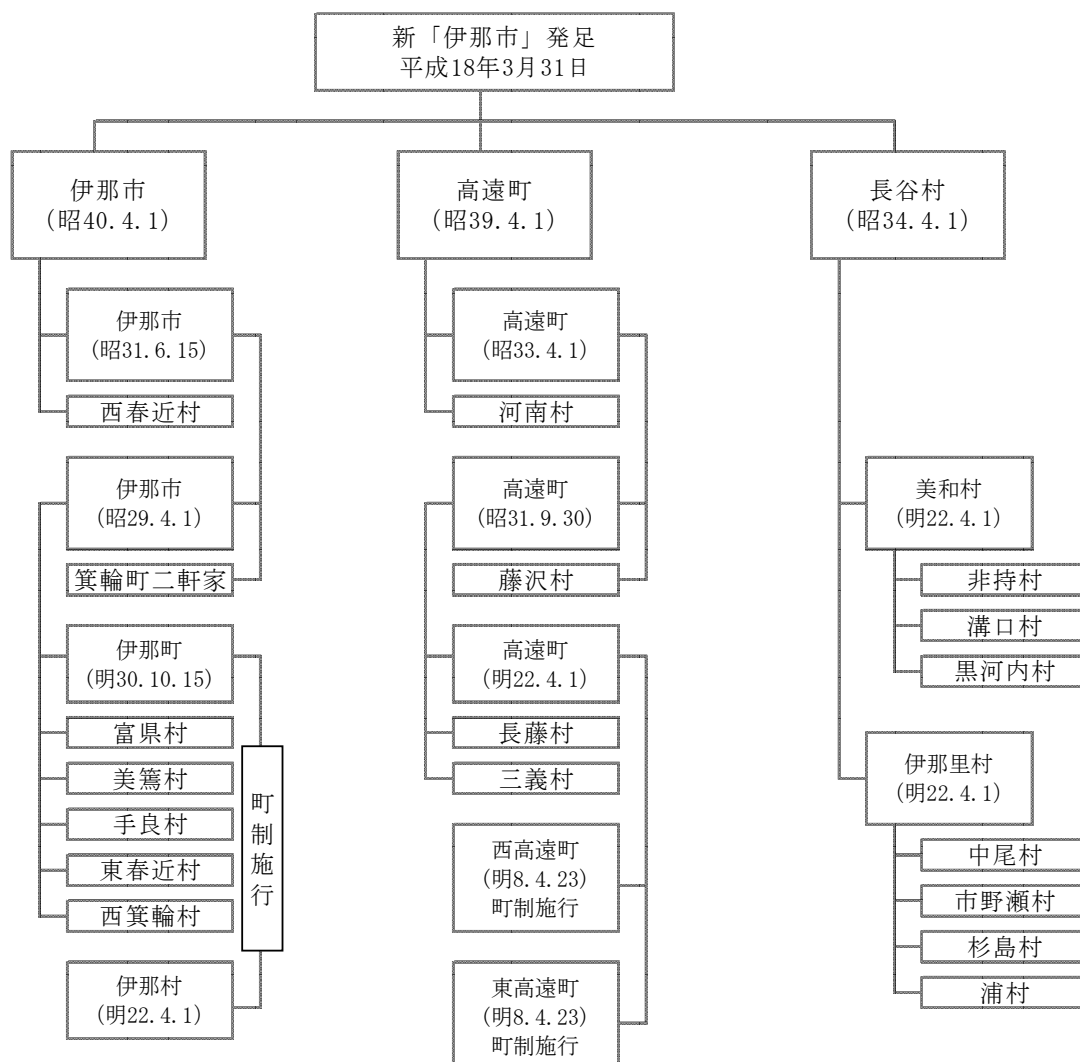 新「伊那市」発足
平成18年3月31日
伊那市
(昭40.4.1)
伊那市
(昭31.6.15)
西春近村
伊那市
(昭29.4.1)
箕輪町二軒家
伊那町
(明30.10.15)
富県村
美篶村
手良村
東春近村
西箕輪村
町制施行
伊那村
(明22.4.1)
高遠町
(昭39.4.1)
高遠町
(昭33.4.1)
河南村
高遠町
(昭31.9.30)
藤沢村
高遠町
(明22.4.1)
長藤村
三義村
西高遠町
(明8.4.23)
町制施行
東高遠町
(明8.4.23)
町制施行
長谷村
(昭34.4.1)
美和村
(明22.4.1)
非持村
溝口村
黒河内村
伊那里村
(明22.4.1)
中尾村
市野瀬村
杉島村
浦村